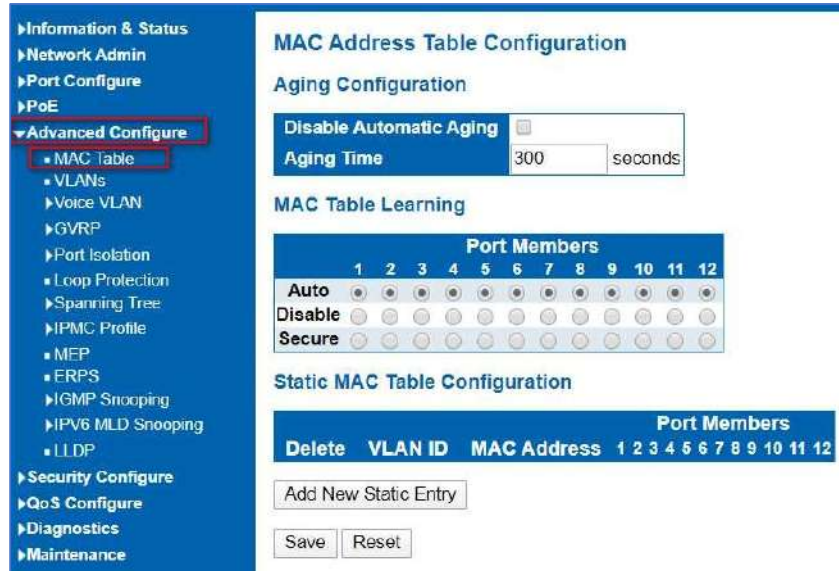 Information & Status
Network Admin
Port Configure
PoE
Advanced Configure
MAC Table
VLANs
Voice VLAN
GVRP
Port Isolation
Loop Protection
Spanning Tree
IPMC Profile
MEP
ERPS
IGMP Snooping
IPV6 MLD Snooping
LLDP
Security Configure
QoS Configure
Diagnostics
Maintenance
MAC Address Table Configuration
Aging Configuration
Disable Automatic Aging
Aging Time 300 seconds
MAC Table Learning
Port Members
1 2 3 4 5 6 7 8 9 10 11 12
Auto
Disable
Secure
Static MAC Table Configuration
Port Members
Delete VLAN ID MAC Address 1 2 3 4 5 6 7 8 9 10 11 12
Add New Static Entry
Save Reset